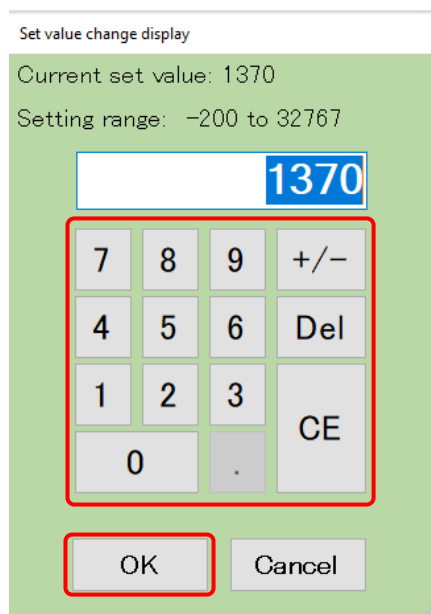 Set value change display
Current set value: 1370
Setting range: -200 to 32767
1370
7 8 9 +/-
4 5 6 Del
1 2 3
CE
0 .
OK Cancel